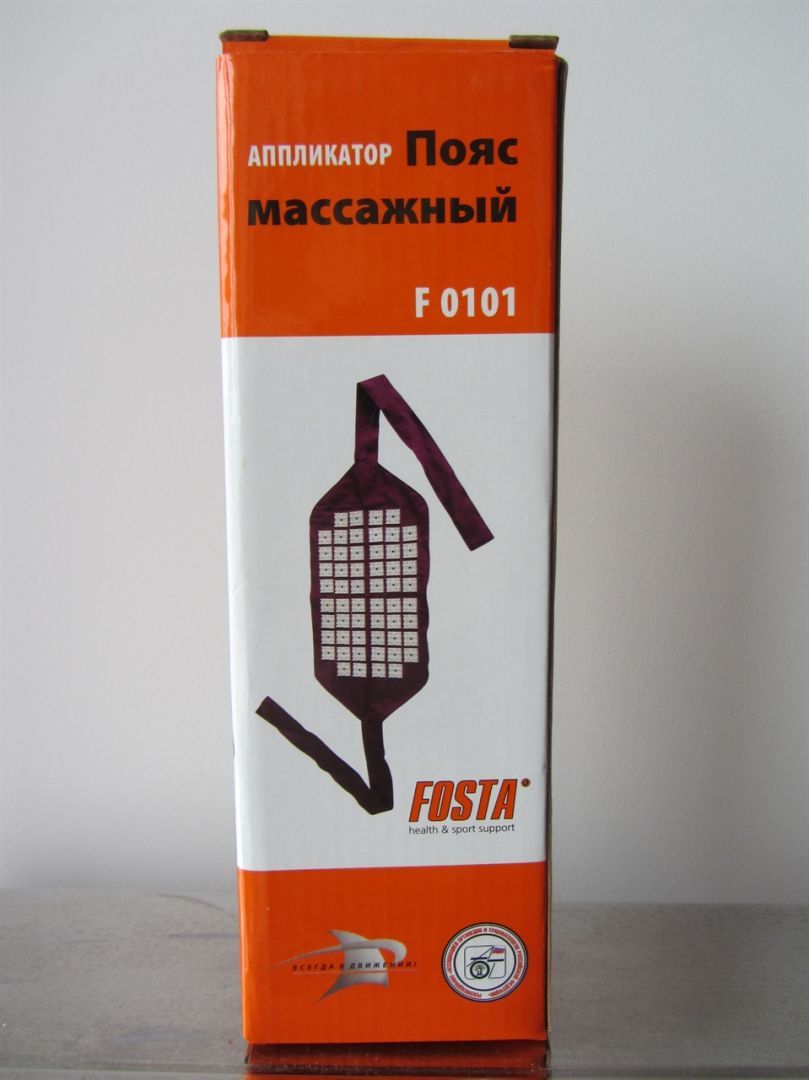 АППЛИКАТОР Пояс
массажный
F 0101
FOSTA®
health & sport support
ВСЕГДА В ДВИЖЕНИИ!